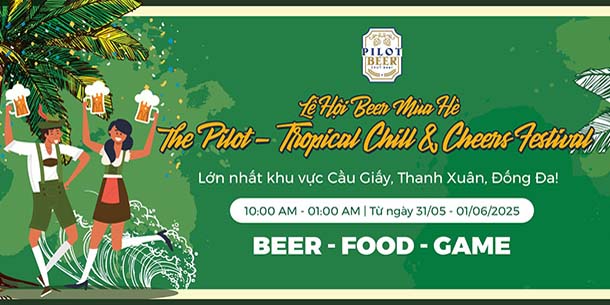 PILOT
BEER
CRAFT BEER
Lễ Hội Beer Mùa Hè
The Pilot – Tropical Chill & Cheers Festival
Lớn nhất khu vực Cầu Giấy, Thanh Xuân, Đống Đa!
10:00 AM - 01:00 AM | Từ ngày 31/05 - 01/06/2025
BEER - FOOD - GAME